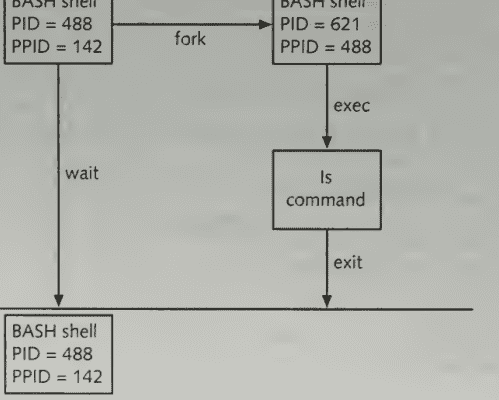 BASH shell
PID = 488
PPID = 142
fork
BASH shell
PID = 621
PPID = 488
exec
wait
ls
command
exit
BASH shell
PID = 488
PPID = 142